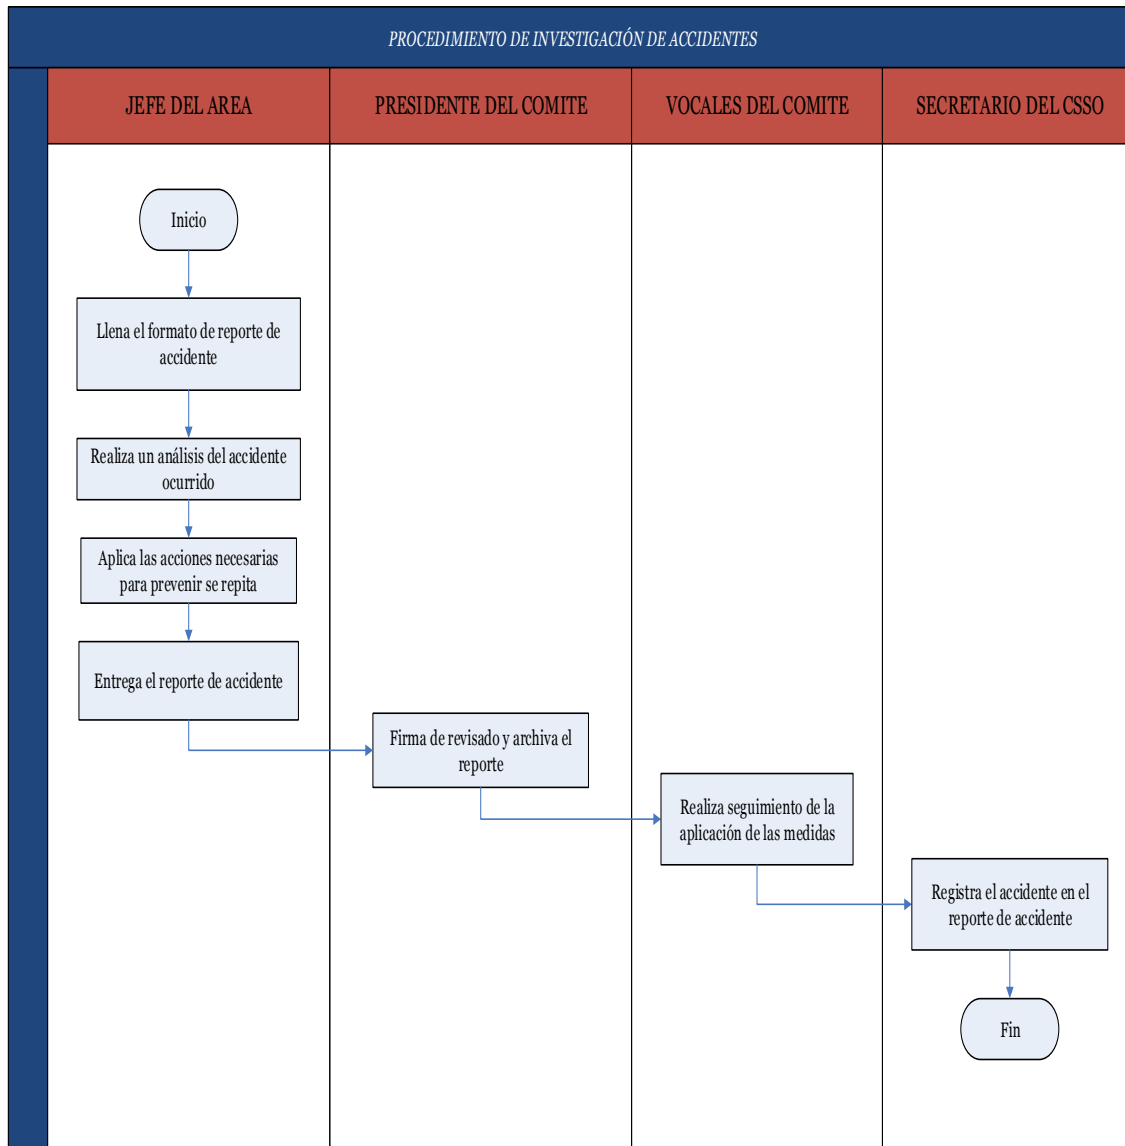 PROCEDIMIENTO DE INVESTIGACIÓN DE ACCIDENTES
JEFE DEL AREA
PRESIDENTE DEL COMITE
VOCALES DEL COMITE
SECRETARIO DEL CSSO
Inicio
Llena el formato de reporte de
accidente
Realiza un análisis del accidente
ocurrido
Aplica las acciones necesarias
para prevenir se repita
Entrega el reporte de accidente
Firma de revisado y archiva el
reporte
Realiza seguimiento de la
aplicación de las medidas
Registra el accidente en el
reporte de accidente
Fin